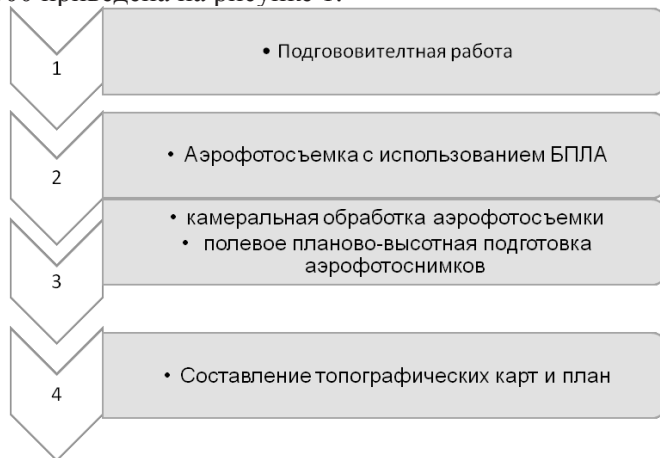 приведена на рисунке 1.
1
• Подгововителтная работа
2
• Аэрофотосъемка с использованием БПЛА
3
• камеральная обработка аэрофотосъемки
• полевое планово-высотная подготовка
аэрофотоснимков
4
• Составление топографических карт и план